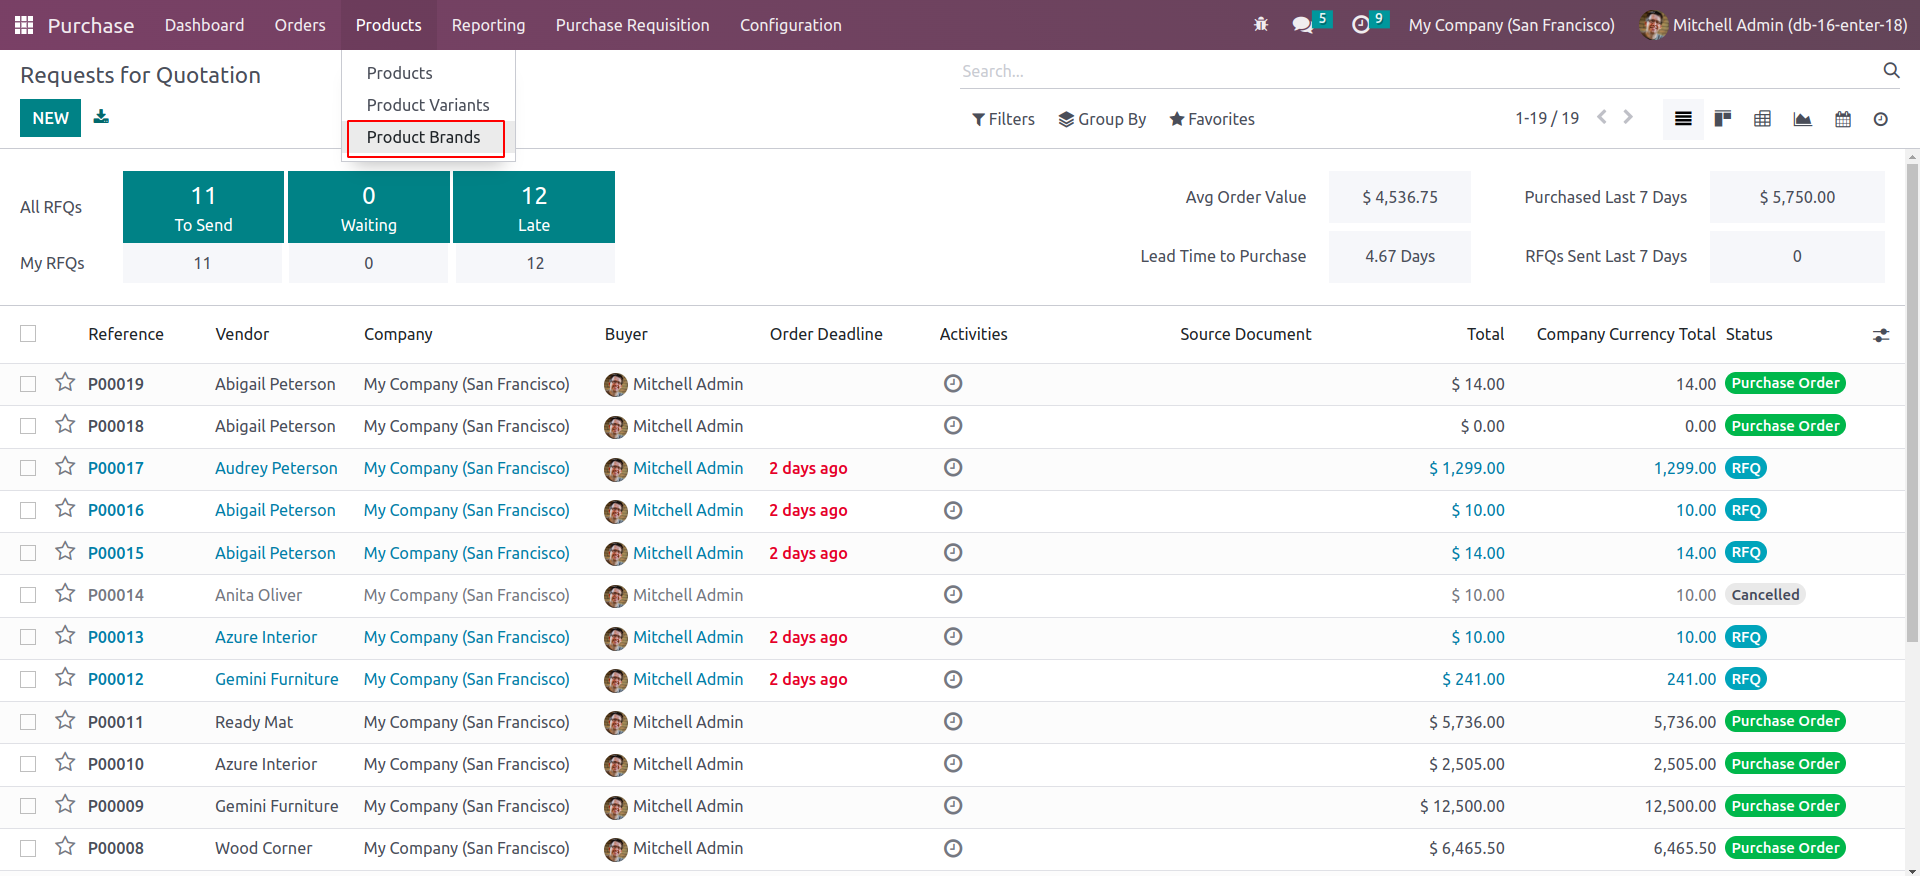 Purchase Dashboard Orders Products Reporting Purchase Requisition Configuration 5 9 My Company (San Francisco) Mitchell Admin (db-16-enter-18)
Products
Product Variants
Product Brands
Requests for Quotation
Search...
NEW
Filters Group By Favorites 1-19 / 19
All RFQs 11 To Send 0 Waiting 12 Late
My RFQs 11 0 12
Avg Order Value $ 4,536.75 Purchased Last 7 Days $ 5,750.00
Lead Time to Purchase 4.67 Days RFQs Sent Last 7 Days 0
Reference Vendor Company Buyer Order Deadline Activities Source Document Total Company Currency Total Status
P00019 Abigail Peterson My Company (San Francisco) Mitchell Admin $ 14.00 14.00 Purchase Order
P00018 Abigail Peterson My Company (San Francisco) Mitchell Admin $ 0.00 0.00 Purchase Order
P00017 Audrey Peterson My Company (San Francisco) Mitchell Admin 2 days ago $ 1,299.00 1,299.00 RFQ
P00016 Abigail Peterson My Company (San Francisco) Mitchell Admin 2 days ago $ 10.00 10.00 RFQ
P00015 Abigail Peterson My Company (San Francisco) Mitchell Admin 2 days ago $ 14.00 14.00 RFQ
P00014 Anita Oliver My Company (San Francisco) Mitchell Admin $ 10.00 10.00 Cancelled
P00013 Azure Interior My Company (San Francisco) Mitchell Admin 2 days ago $ 10.00 10.00 RFQ
P00012 Gemini Furniture My Company (San Francisco) Mitchell Admin 2 days ago $ 241.00 241.00 RFQ
P00011 Ready Mat My Company (San Francisco) Mitchell Admin $ 5,736.00 5,736.00 Purchase Order
P00010 Azure Interior My Company (San Francisco) Mitchell Admin $ 2,505.00 2,505.00 Purchase Order
P00009 Gemini Furniture My Company (San Francisco) Mitchell Admin $ 12,500.00 12,500.00 Purchase Order
P00008 Wood Corner My Company (San Francisco) Mitchell Admin $ 6,465.50 6,465.50 Purchase Order